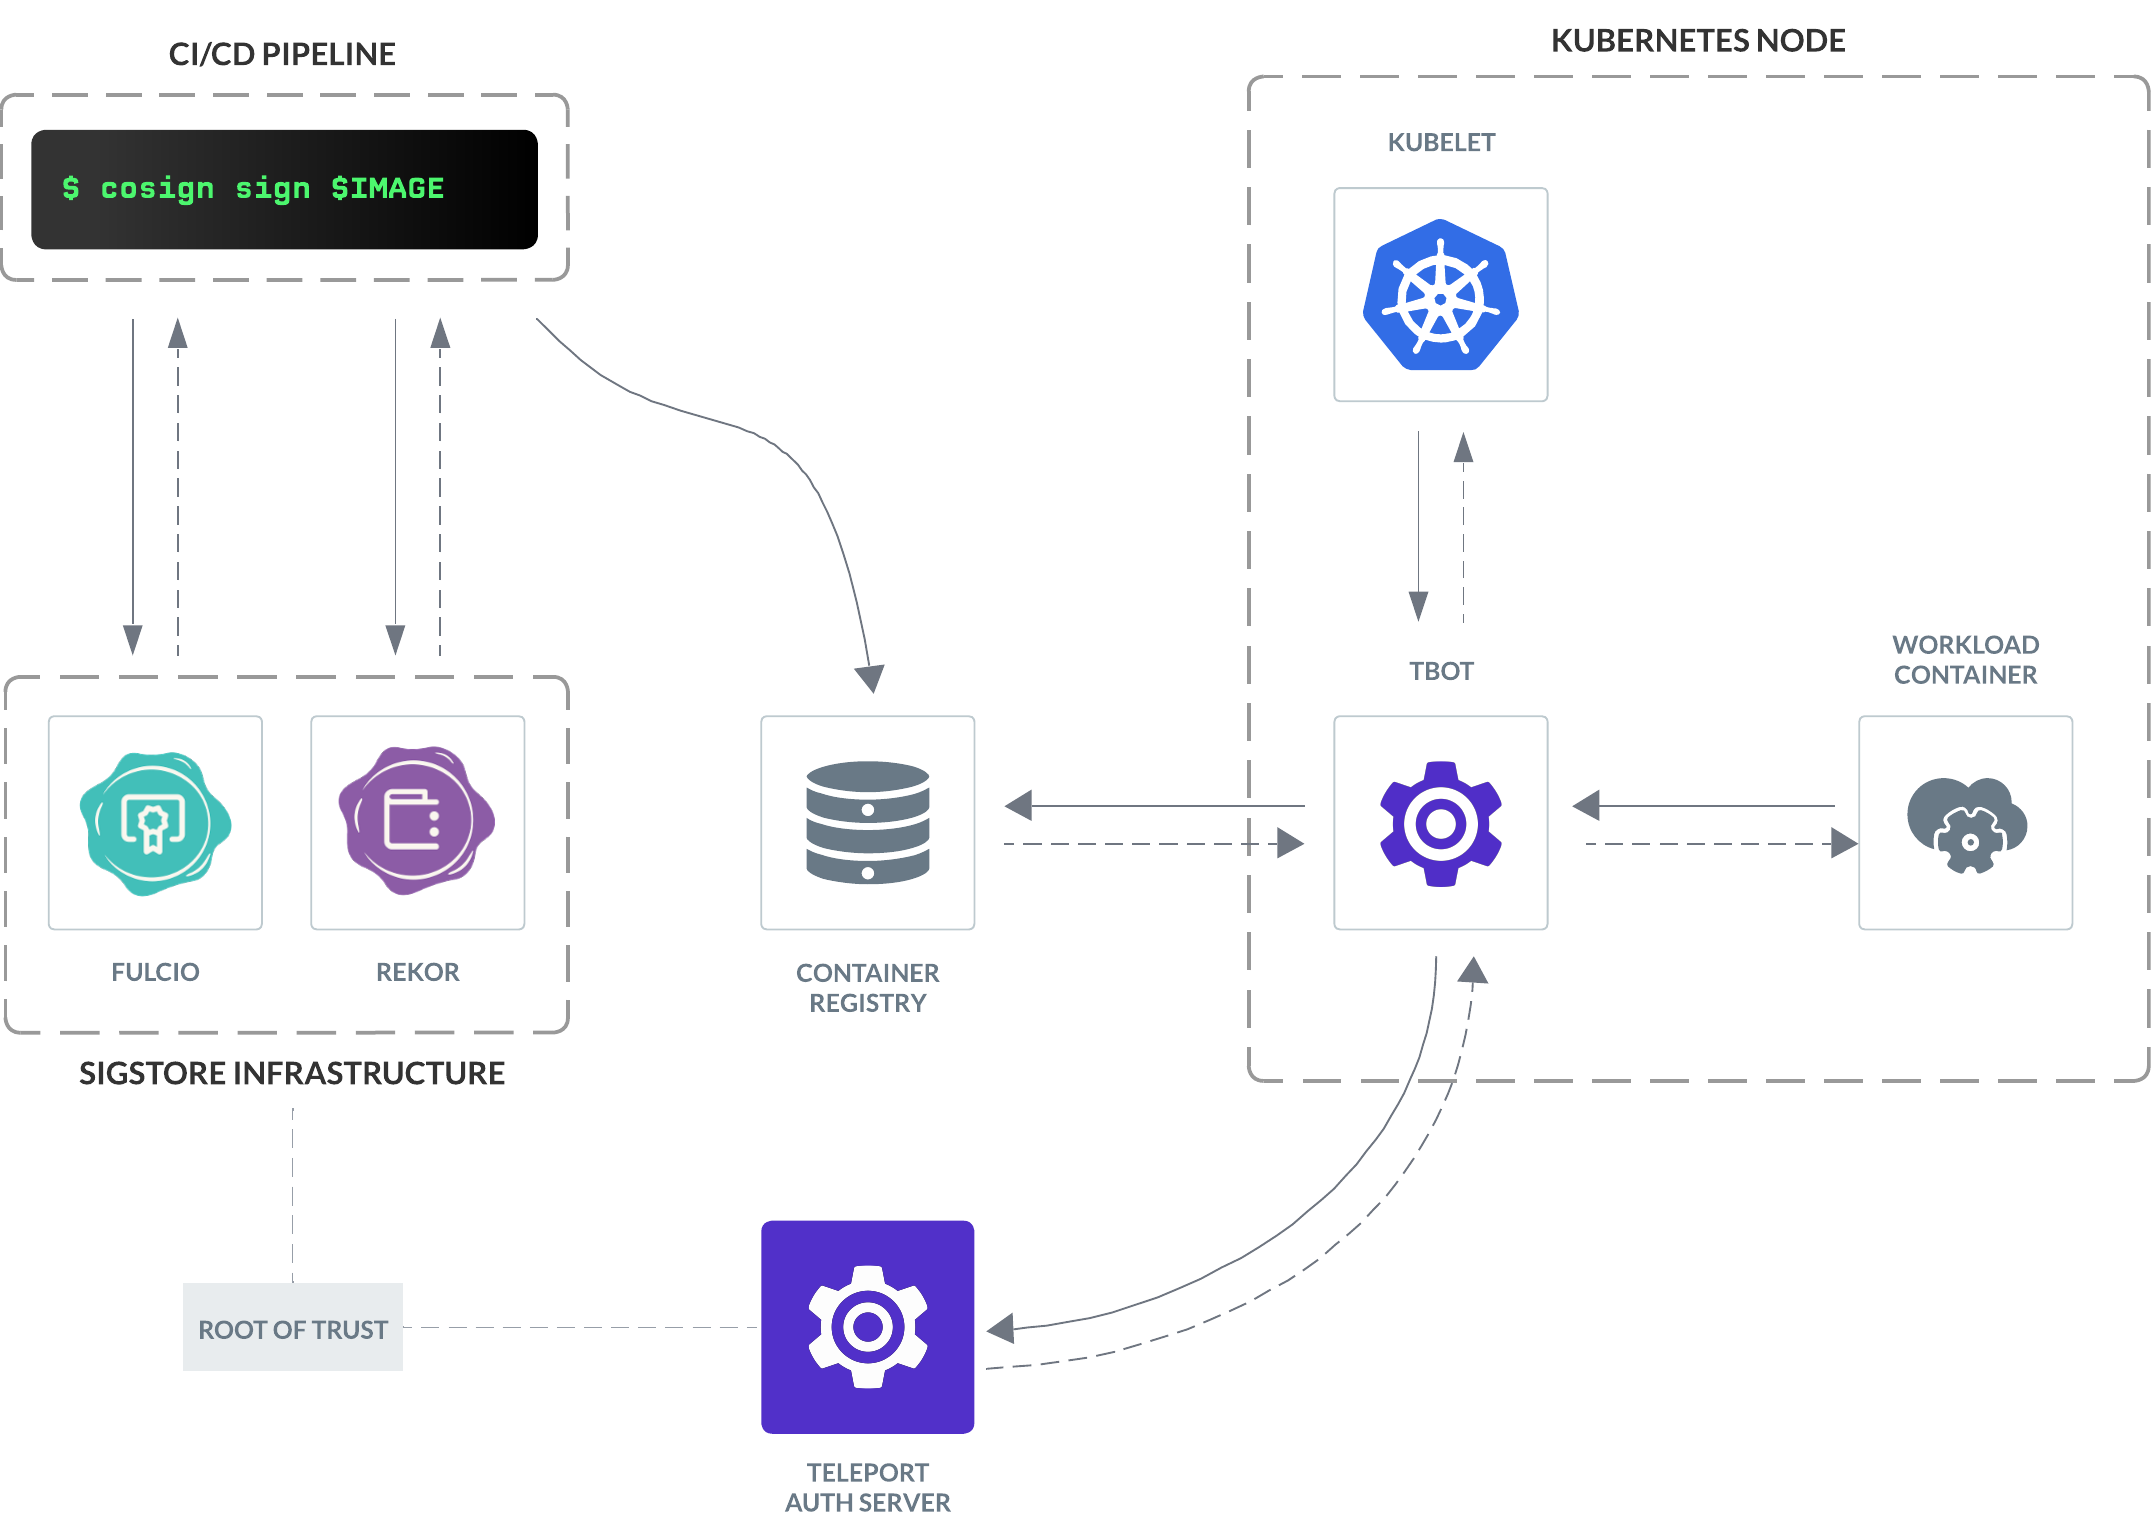 CI/CD PIPELINE
$ cosign sign $IMAGE
KUBERNETES NODE
KUBELET
TBOT
WORKLOAD
CONTAINER
FULCIO
REKOR
SIGSTORE INFRASTRUCTURE
CONTAINER
REGISTRY
ROOT OF TRUST
TELEPORT
AUTH SERVER